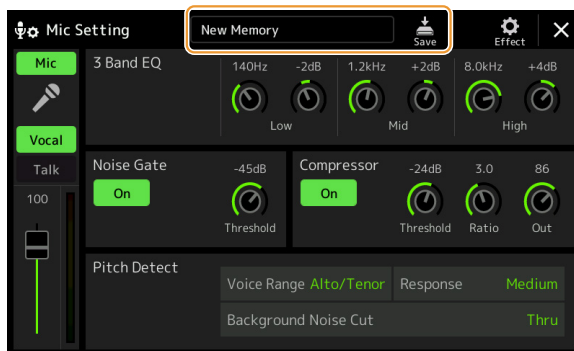 Mic Setting
New Memory
Save
Effect
Mic
Vocal
Talk
100
3 Band EQ
140Hz -2dB 1.2kHz +2dB 8.0kHz +4dB
Low Mid High
Noise Gate
On
-45dB
Threshold
Compressor
On
-24dB 3.0 86
Threshold Ratio Out
Pitch Detect
Voice Range Alto/Tenor Response Medium
Background Noise Cut Thru